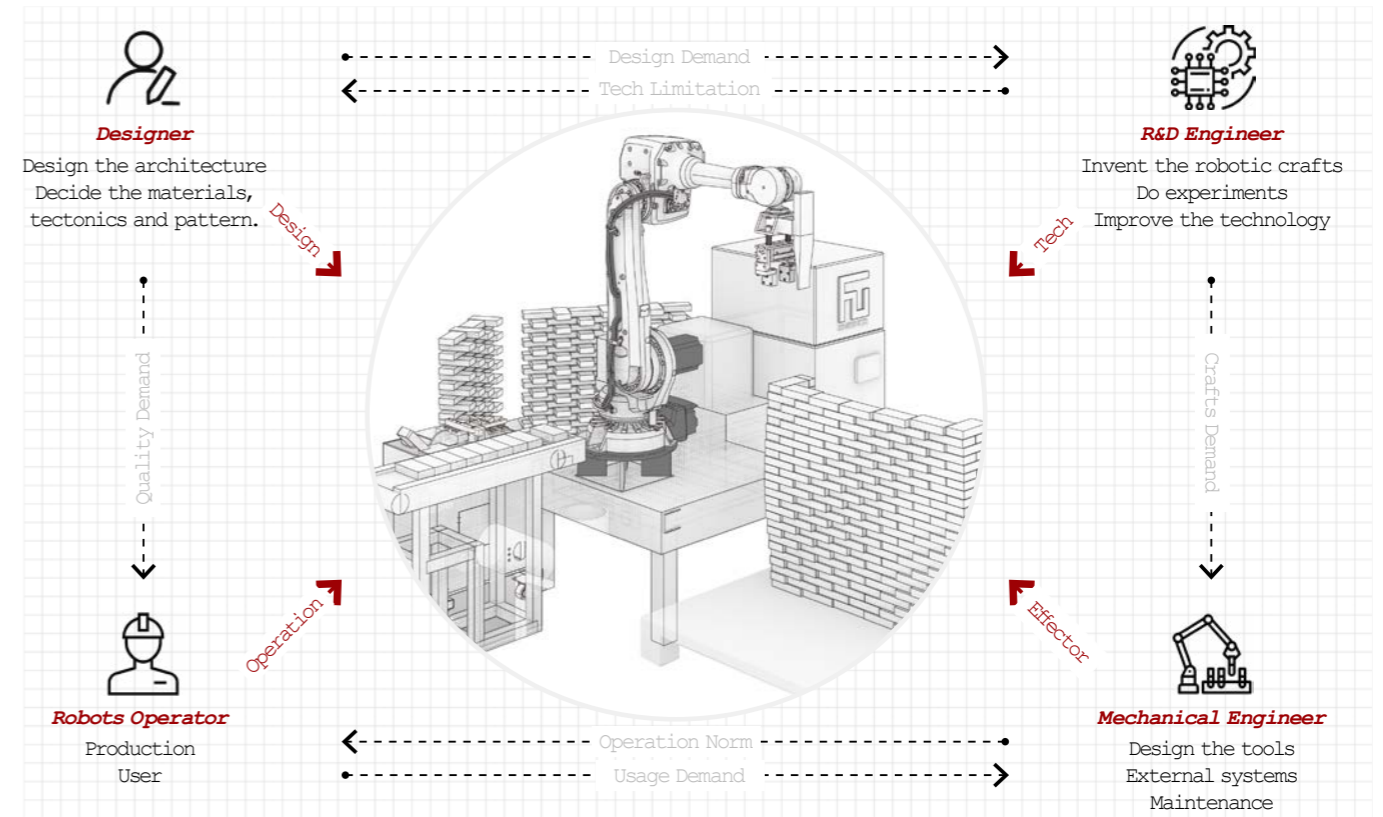 Design Demand
Tech Limitation
Designer
Design the architecture
Decide the materials,
tectonics and pattern.
R&D Engineer
Invent the robotic crafts
Do experiments
Improve the technology
Design
Tech
Quality Demand
Crafts Demand
Operation
Effector
Robots Operator
Production
User
Operation Norm
Usage Demand
Mechanical Engineer
Design the tools
External systems
Maintenance